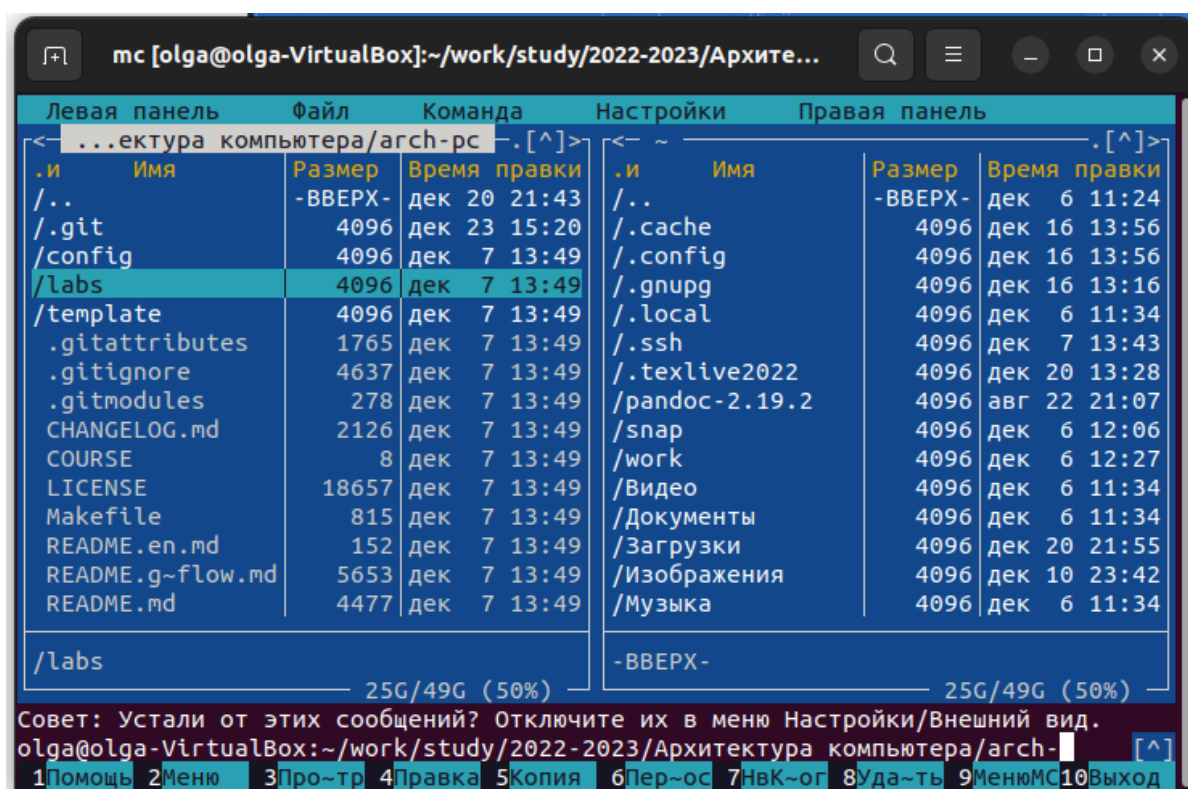 mc [olga@olga-VirtualBox]:~/work/study/2022-2023/Архите...
Левая панель Файл Команда Настройки Правая панель
<— ...ектура компьютера/arch-pc —.[^]> <— ~ —.[^]>
.и Имя Размер Время правки .и Имя Размер Время правки
/.. -ВВЕРХ- дек 20 21:43 /.. -ВВЕРХ- дек 6 11:24
/.git 4096 дек 23 15:20 /.cache 4096 дек 16 13:56
/config 4096 дек 7 13:49 /.config 4096 дек 16 13:56
/labs 4096 дек 7 13:49 /.gnupg 4096 дек 16 13:16
/template 4096 дек 7 13:49 /.local 4096 дек 6 11:34
.gitattributes 1765 дек 7 13:49 /.ssh 4096 дек 7 13:43
.gitignore 4637 дек 7 13:49 /.texlive2022 4096 дек 20 13:28
.gitmodules 278 дек 7 13:49 /pandoc-2.19.2 4096 авг 22 21:07
CHANGELOG.md 2126 дек 7 13:49 /snap 4096 дек 6 12:06
COURSE 8 дек 7 13:49 /work 4096 дек 6 12:27
LICENSE 18657 дек 7 13:49 /Видео 4096 дек 6 11:34
Makefile 815 дек 7 13:49 /Документы 4096 дек 6 11:34
README.en.md 152 дек 7 13:49 /Загрузки 4096 дек 20 21:55
README.g~flow.md 5653 дек 7 13:49 /Изображения 4096 дек 10 23:42
README.md 4477 дек 7 13:49 /Музыка 4096 дек 6 11:34
/labs -ВВЕРХ-
25G/49G (50%) 25G/49G (50%)
Совет: Устали от этих сообщений? Отключите их в меню Настройки/Внешний вид.
olga@olga-VirtualBox:~/work/study/2022-2023/Архитектура компьютера/arch- [^]
1Помощь 2Меню 3Про~тр 4Правка 5Копия 6Пер~ос 7НвК~ог 8Уда~ть 9МенюMC 10Выход